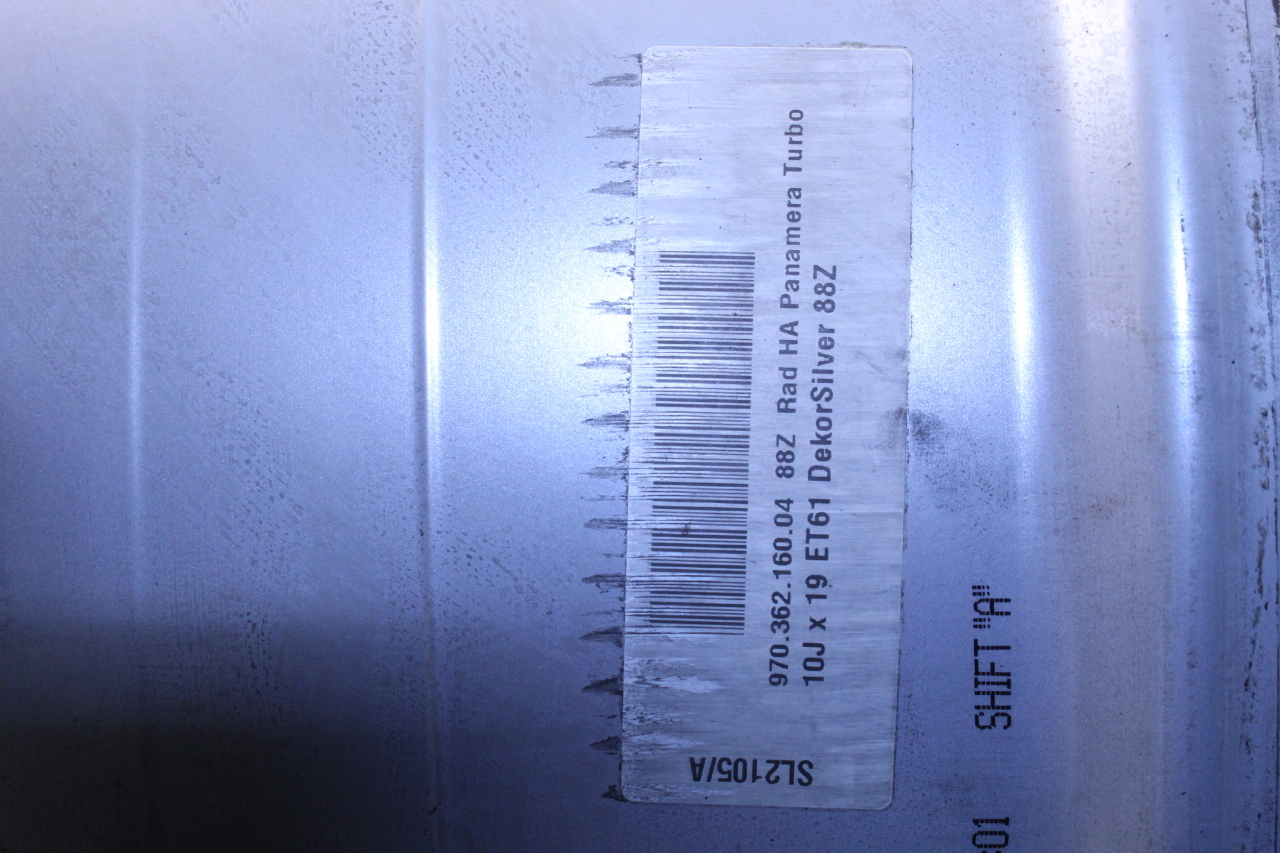 970.362.160.04 88Z Rad HA Panamera Turbo
10J x 19 ET61 DekorSilver 88Z
SL2105/A
SHIFT "A"